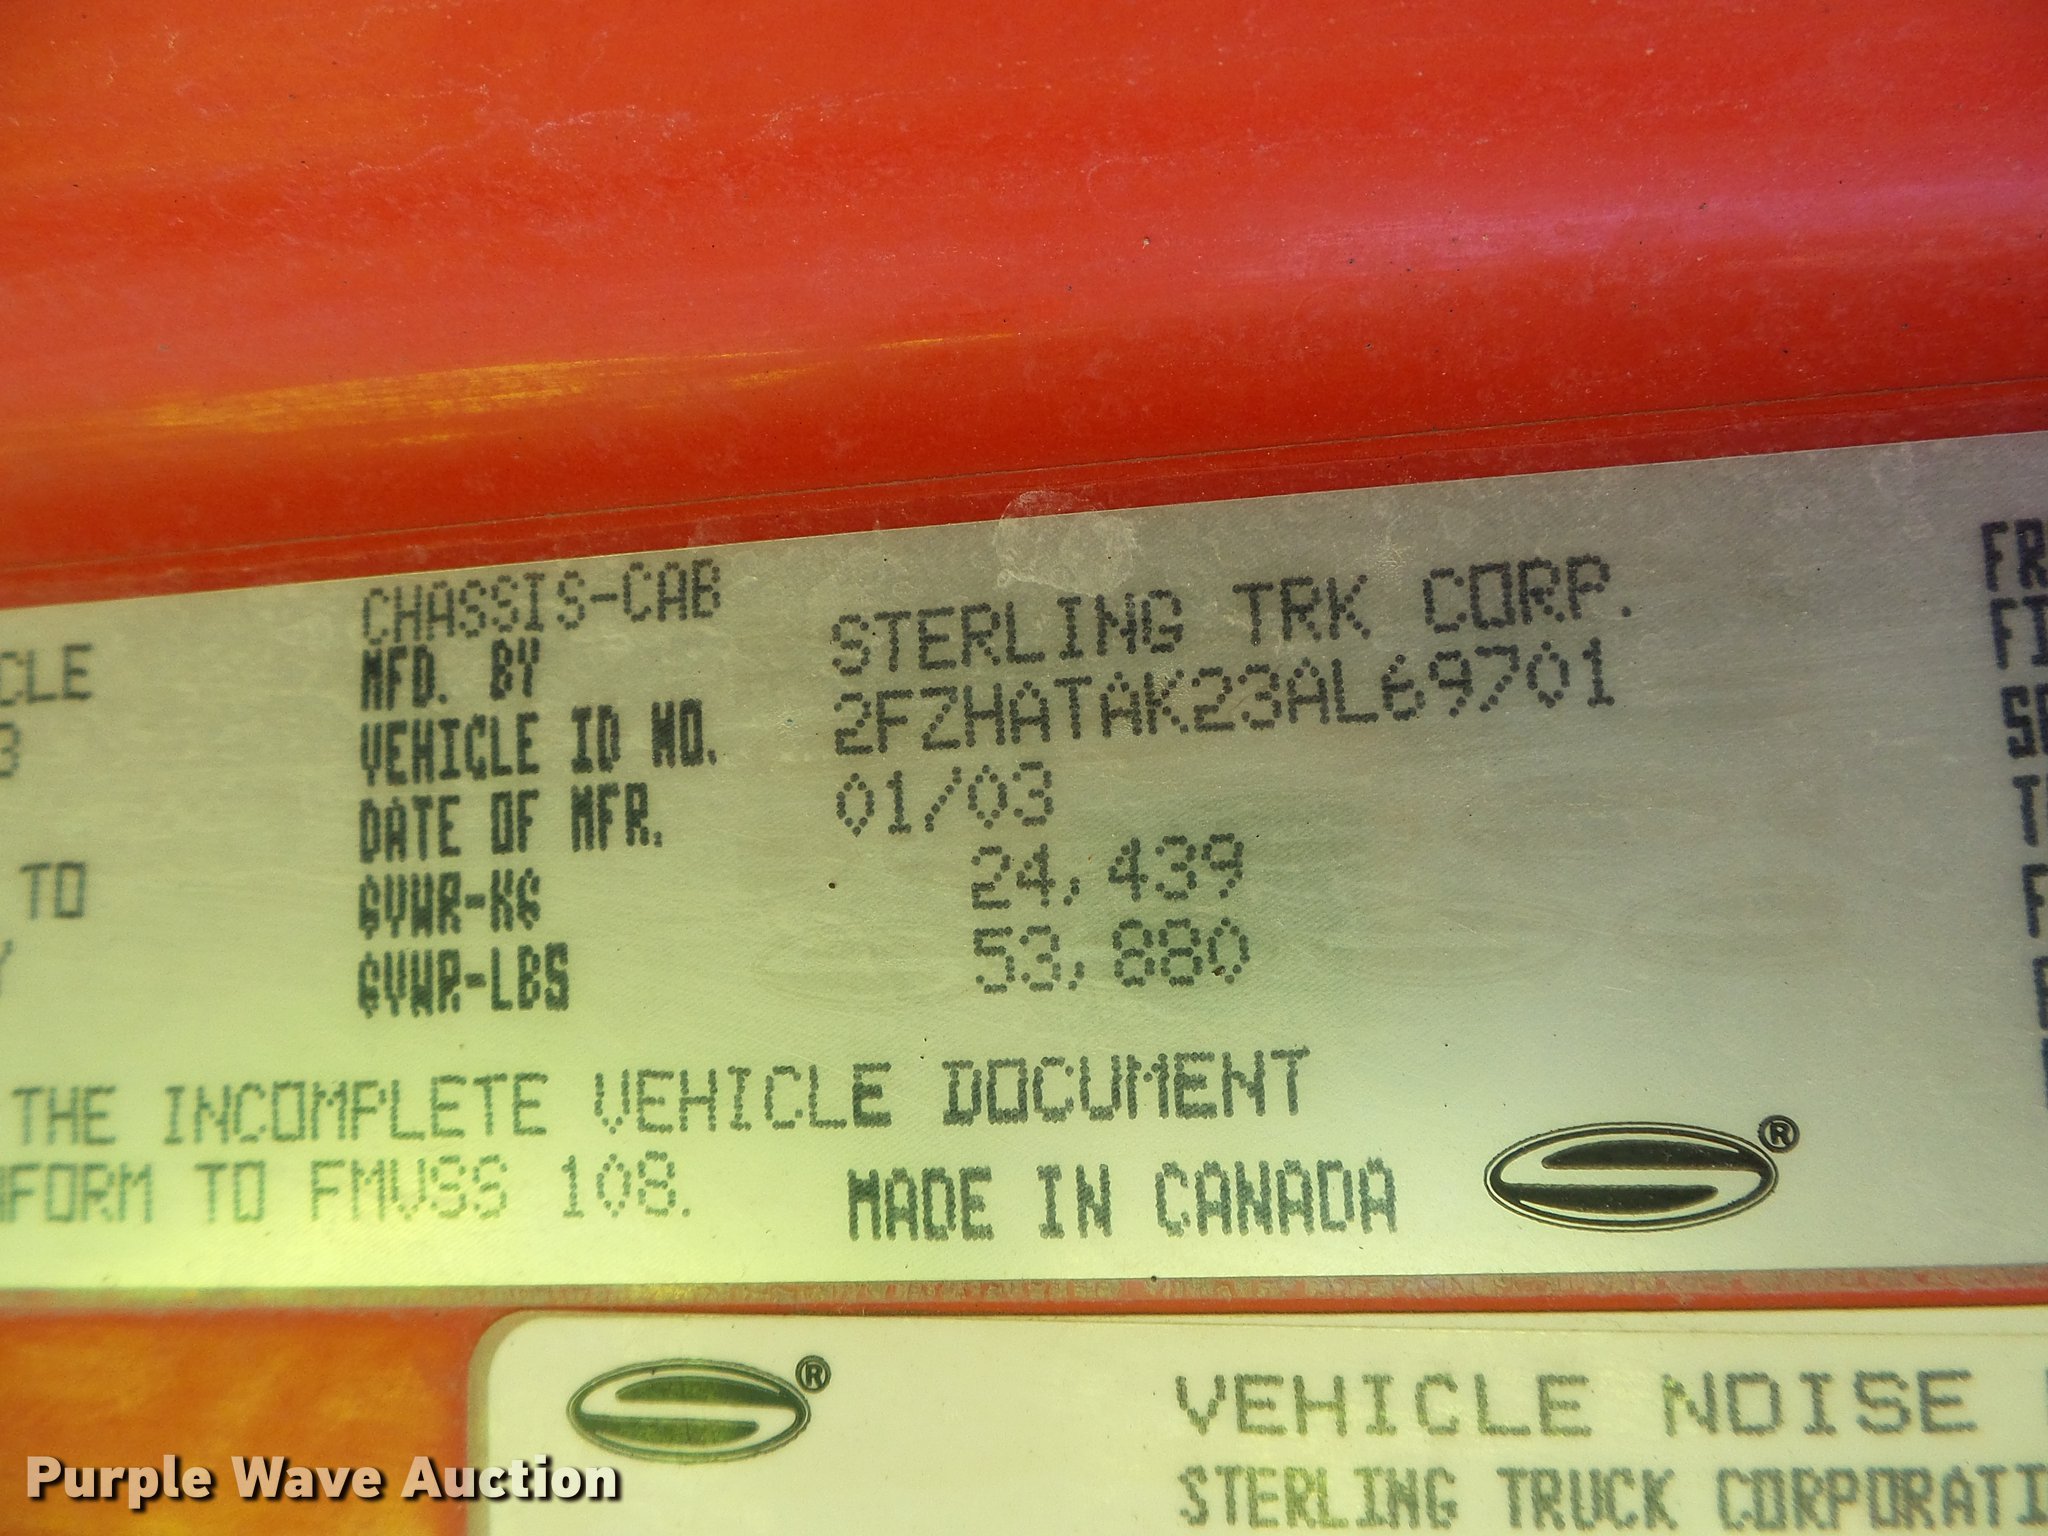 CHASSIS-CAB
MFD. BY STERLING TRK CORP.
VEHICLE ID NO. 2FZHATAK23AL69701
DATE OF MFR. 01/03
GVWR-KG 24,439
GVWR-LBS 53,880
CLE
3
TO
Y
THE INCOMPLETE VEHICLE DOCUMENT
NFORM TO FMVSS 108.
MADE IN CANADA
®
®
VEHICLE NOISE
STERLING TRUCK CORPORATI
Purple Wave Auction